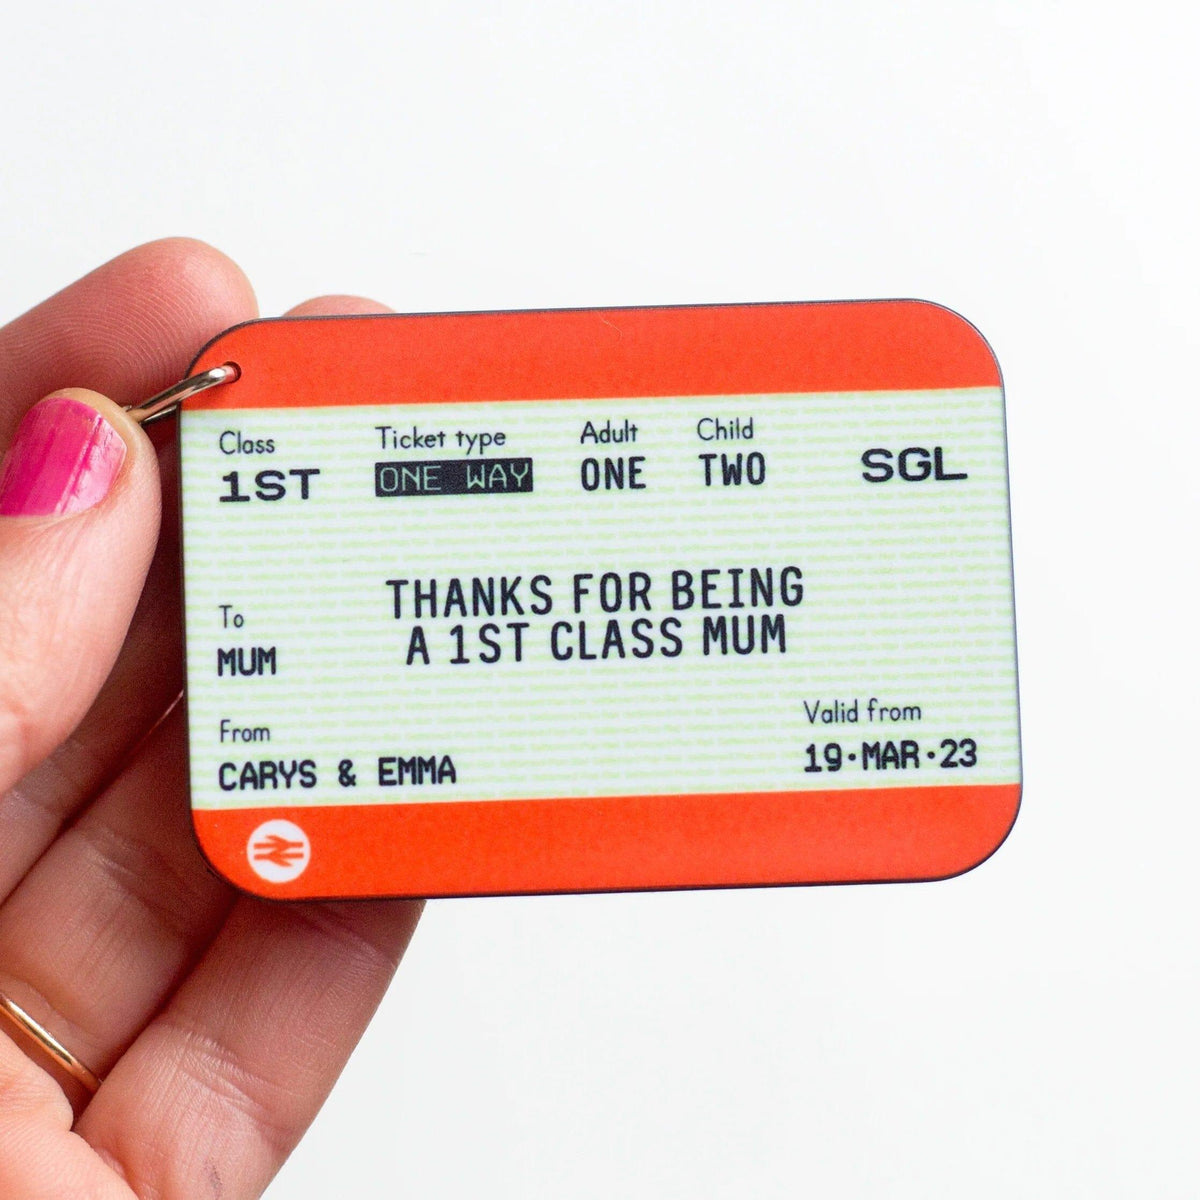 Class Ticket type Adult Child
1ST ONE WAY ONE TWO SGL
THANKS FOR BEING
A 1ST CLASS MUM
To
MUM
From
CARYS & EMMA
Valid from
19·MAR·23